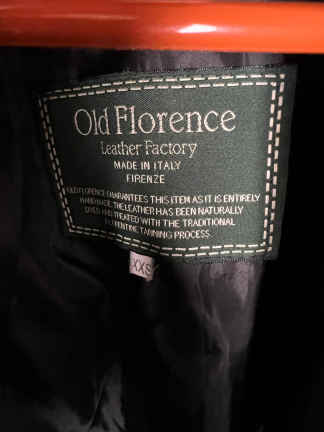 Old Florence
Leather Factory
MADE IN ITALY
FIRENZE
OLD FLORENCE GUARANTEES THIS ITEM AS IT IS ENTIRELY
HANDMADE. THE LEATHER HAS BEEN NATURALLY
DYED AND TREATED WITH THE TRADITIONAL
FLORENTINE TANNING PROCESS.
XXS